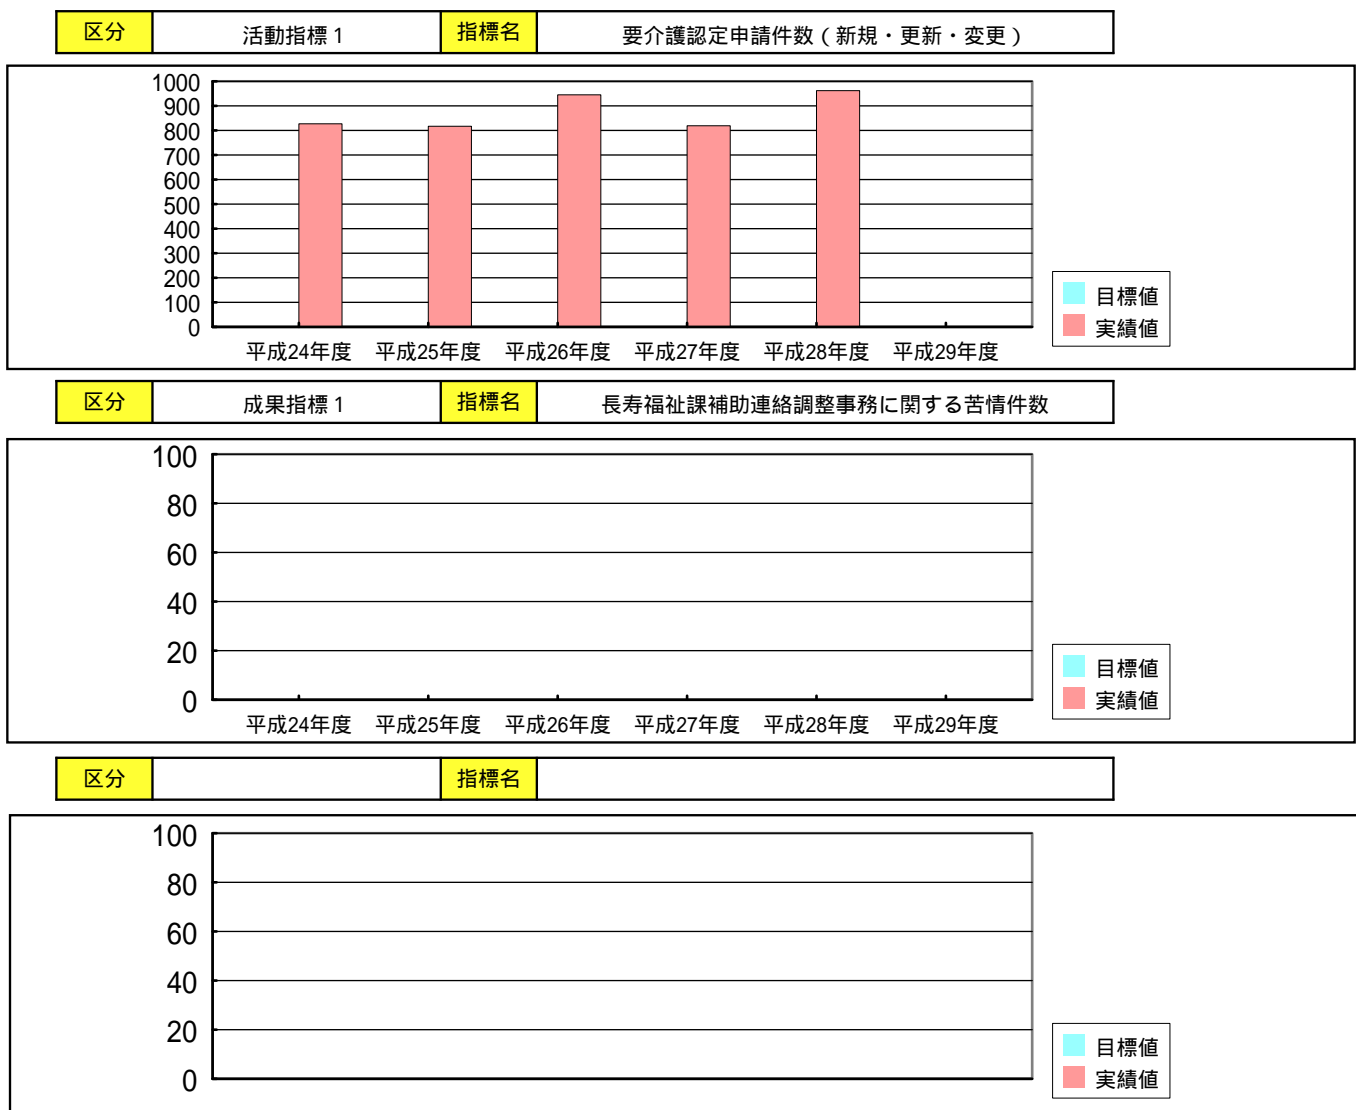 区分 活動指標1 指標名 要介護認定申請件数(新規・更新・変更)
1000
900
800
700
600
500
400
300
200
100
0
平成24年度 平成25年度 平成26年度 平成27年度 平成28年度 平成29年度
目標値
実績値
区分 成果指標1 指標名 長寿福祉課補助連絡調整事務に関する苦情件数
100
80
60
40
20
0
平成24年度 平成25年度 平成26年度 平成27年度 平成28年度 平成29年度
目標値
実績値
区分 指標名
100
80
60
40
20
0
目標値
実績値